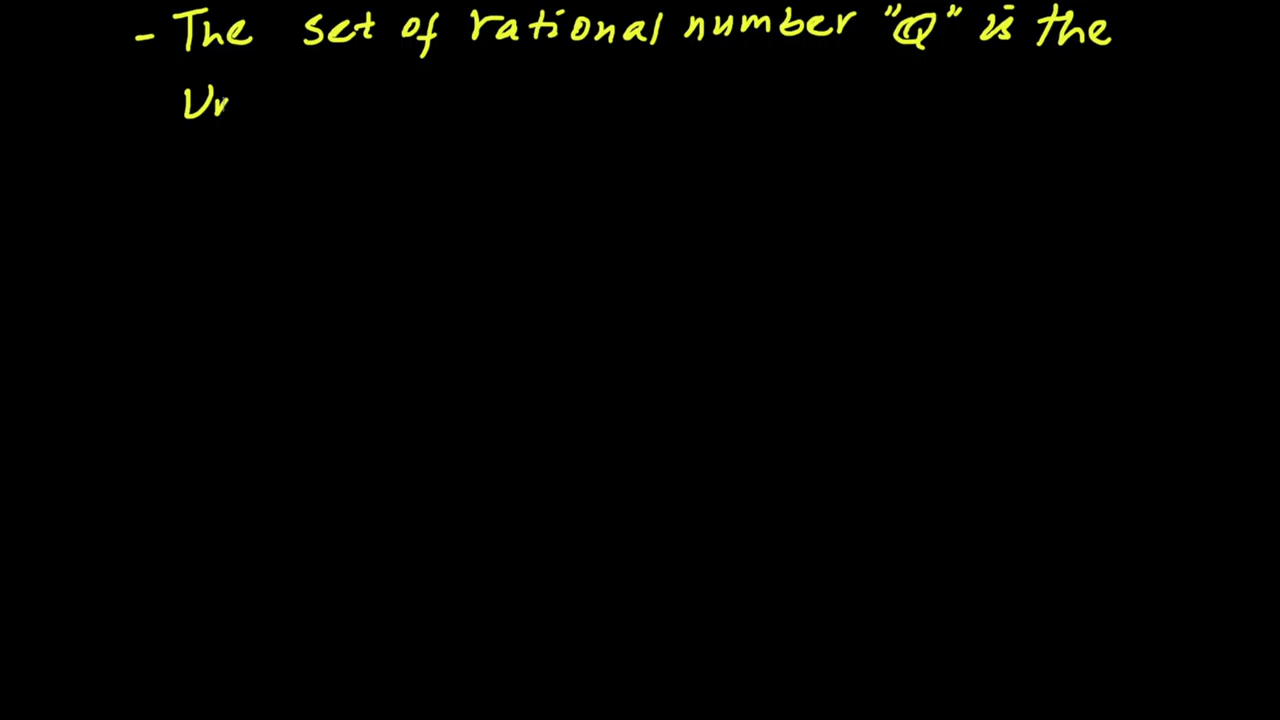 - The set of rational number "Q" is the